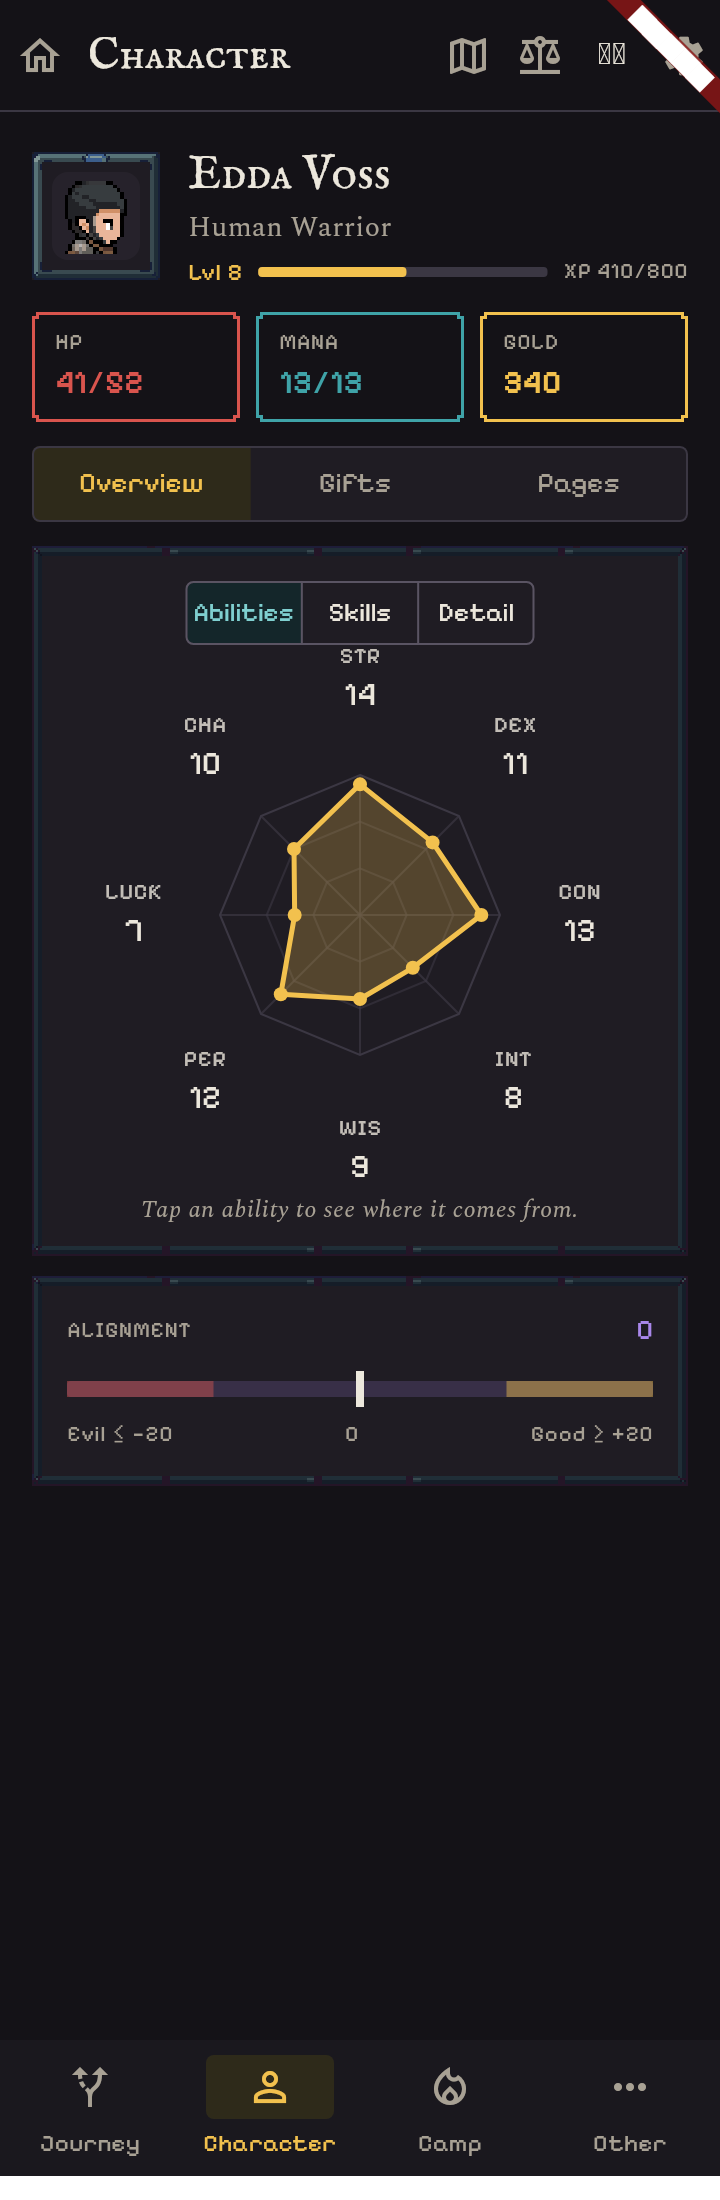 Character
Edda Voss
Human Warrior
Lvl 8
XP 410/800
HP
41/52
MANA
13/13
GOLD
340
Overview
Gifts
Pages
Abilities
Skills
Detail
STR
14
CHA
10
DEX
11
LUCK
7
CON
13
PER
12
INT
8
WIS
9
Tap an ability to see where it comes from.
ALIGNMENT
0
Evil ≤ -20
0
Good ≥ +20
Journey
Character
Camp
Other